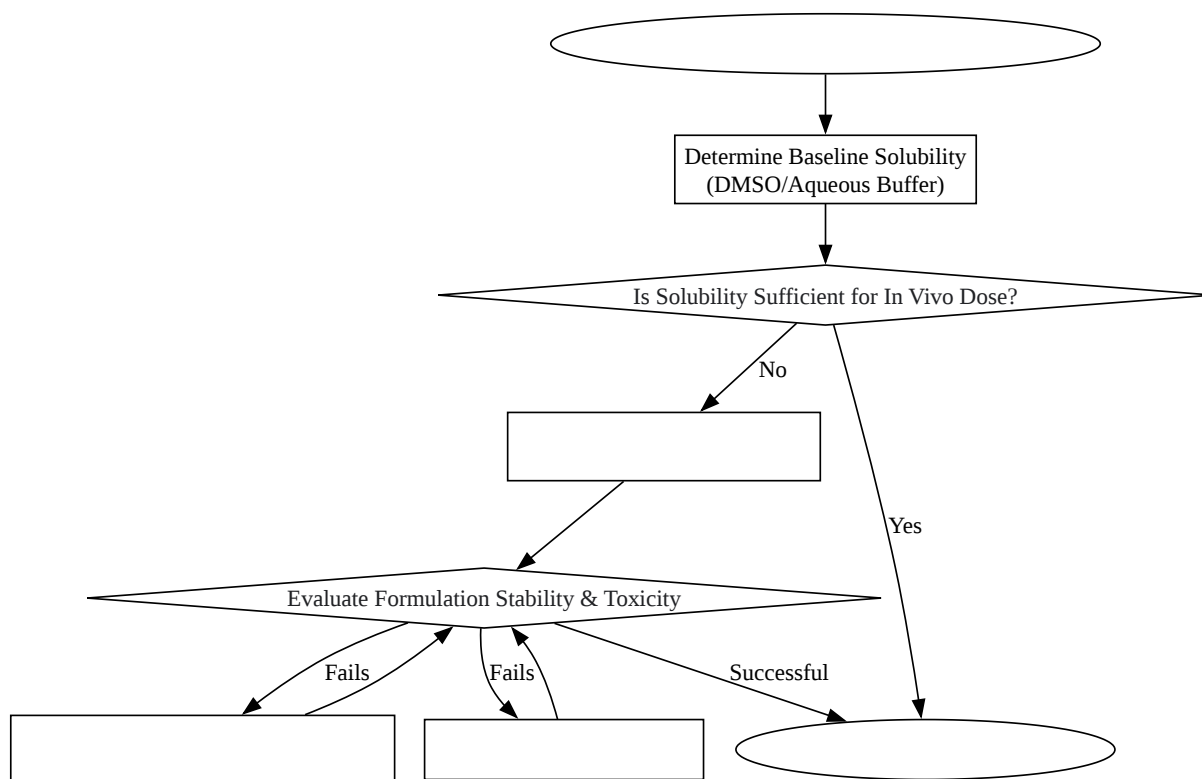 Determine Baseline Solubility
(DMSO/Aqueous Buffer)
Is Solubility Sufficient for In Vivo Dose?
No
Yes
Evaluate Formulation Stability & Toxicity
Fails
Fails
Successful